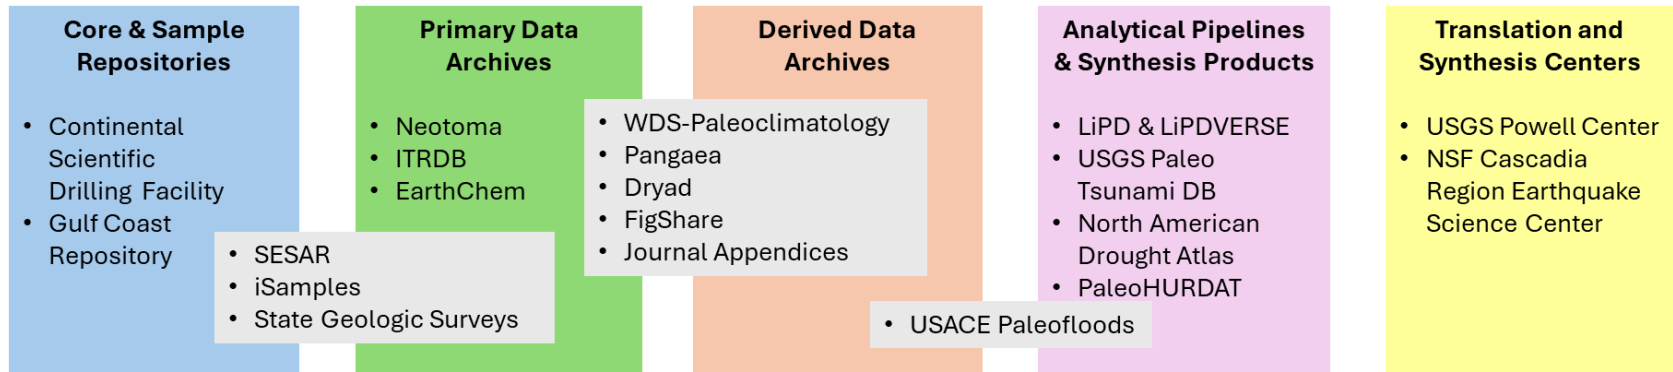 Core & Sample
Repositories
• Continental
Scientific
Drilling Facility
• Gulf Coast
Repository
• SESAR
• iSamples
• State Geologic Surveys
Primary Data
Archives
• Neotoma
• ITRDB
• EarthChem
• WDS-Paleoclimatology
• Pangaea
• Dryad
• FigShare
• Journal Appendices
Derived Data
Archives
• USACE Paleofloods
Analytical Pipelines
& Synthesis Products
• LiPD & LiPDVERSE
• USGS Paleo
Tsunami DB
• North American
Drought Atlas
• PaleoHURDAT
Translation and
Synthesis Centers
• USGS Powell Center
• NSF Cascadia
Region Earthquake
Science Center